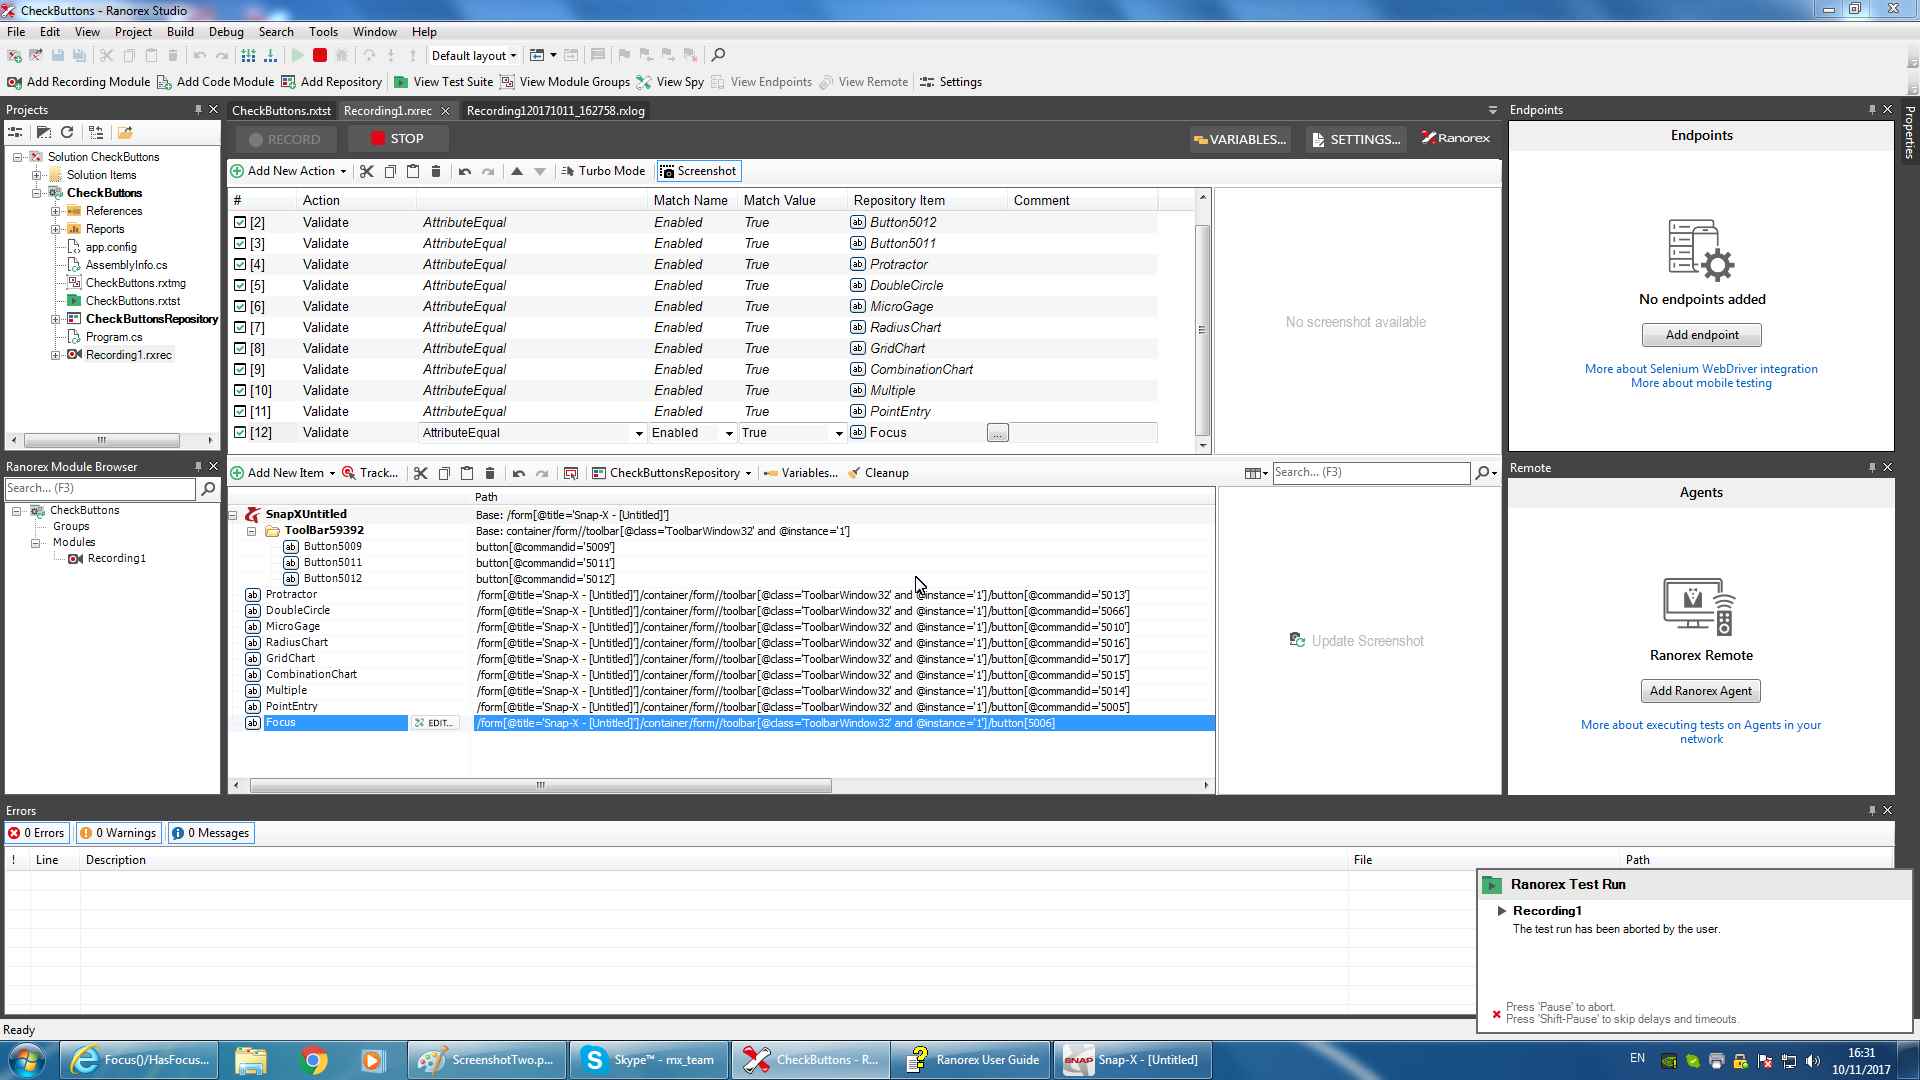 CheckButtons - Ranorex Studio
File Edit View Project Build Debug Search Tools Window Help
Default layout
Add Recording Module Add Code Module Add Repository View Test Suite View Module Groups View Spy View Endpoints View Remote Settings
Projects
CheckButtons.rxtst Recording1.rxrec Recording120171011_162758.rxlog
Endpoints
Properties
Solution CheckButtons
Solution Items
CheckButtons
References
Reports
app.config
AssemblyInfo.cs
CheckButtons.rxtmg
CheckButtons.rxtst
CheckButtonsRepository
Program.cs
Recording1.rxrec
RECORD STOP VARIABLES... SETTINGS... Ranorex
Add New Action Turbo Mode Screenshot
# Action Match Name Match Value Repository Item Comment
[2] Validate AttributeEqual Enabled True Button5012
[3] Validate AttributeEqual Enabled True Button5011
[4] Validate AttributeEqual Enabled True Protractor
[5] Validate AttributeEqual Enabled True DoubleCircle
[6] Validate AttributeEqual Enabled True MicroGage
[7] Validate AttributeEqual Enabled True RadiusChart
[8] Validate AttributeEqual Enabled True GridChart
[9] Validate AttributeEqual Enabled True CombinationChart
[10] Validate AttributeEqual Enabled True Multiple
[11] Validate AttributeEqual Enabled True PointEntry
[12] Validate AttributeEqual Enabled True Focus ...
No screenshot available
Endpoints
No endpoints added
Add endpoint
More about Selenium WebDriver integration
More about mobile testing
Ranorex Module Browser
Search... (F3)
CheckButtons
Groups
Modules
Recording1
Add New Item Track... CheckButtonsRepository Variables... Cleanup Search... (F3)
Path
SnapXUntitled Base: /form[@title='Snap-X - [Untitled]']
ToolBar59392 Base: container/form//toolbar[@class='ToolbarWindow32' and @instance='1']
Button5009 button[@commandid='5009']
Button5011 button[@commandid='5011']
Button5012 button[@commandid='5012']
Protractor /form[@title='Snap-X - [Untitled]']/container/form//toolbar[@class='ToolbarWindow32' and @instance='1']/button[@commandid='5013']
DoubleCircle /form[@title='Snap-X - [Untitled]']/container/form//toolbar[@class='ToolbarWindow32' and @instance='1']/button[@commandid='5066']
MicroGage /form[@title='Snap-X - [Untitled]']/container/form//toolbar[@class='ToolbarWindow32' and @instance='1']/button[@commandid='5010']
RadiusChart /form[@title='Snap-X - [Untitled]']/container/form//toolbar[@class='ToolbarWindow32' and @instance='1']/button[@commandid='5016']
GridChart /form[@title='Snap-X - [Untitled]']/container/form//toolbar[@class='ToolbarWindow32' and @instance='1']/button[@commandid='5017']
CombinationChart /form[@title='Snap-X - [Untitled]']/container/form//toolbar[@class='ToolbarWindow32' and @instance='1']/button[@commandid='5015']
Multiple /form[@title='Snap-X - [Untitled]']/container/form//toolbar[@class='ToolbarWindow32' and @instance='1']/button[@commandid='5014']
PointEntry /form[@title='Snap-X - [Untitled]']/container/form//toolbar[@class='ToolbarWindow32' and @instance='1']/button[@commandid='5005']
Focus EDIT... /form[@title='Snap-X - [Untitled]']/container/form//toolbar[@class='ToolbarWindow32' and @instance='1']/button[5006]
Update Screenshot
Remote
Agents
Ranorex Remote
Add Ranorex Agent
More about executing tests on Agents in your
network
Errors
0 Errors 0 Warnings 0 Messages
! Line Description File Path
Ranorex Test Run
Recording1
The test run has been aborted by the user.
Press 'Pause' to abort.
Press 'Shift-Pause' to skip delays and timeouts.
Ready
Focus()/HasFocus... ScreenshotTwo.p... Skype™ - mx_team CheckButtons - R... Ranorex User Guide SNAP Snap-X - [Untitled] EN
16:31
10/11/2017